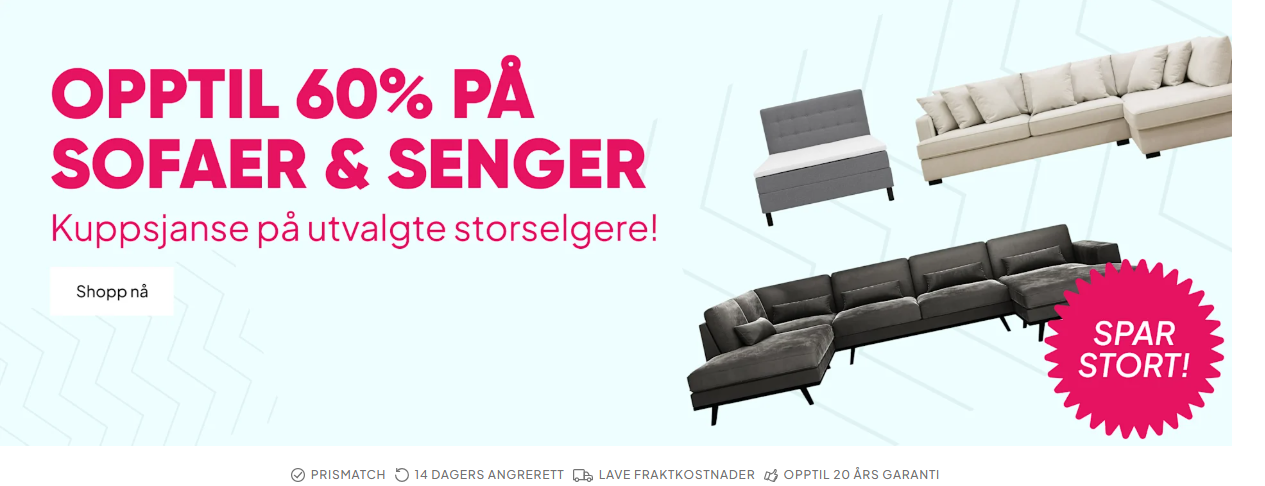 OPPTIL 60% PÅ
SOFAER & SENGER
Kuppsjanse på utvalgte storselgere!
Shopp nå
SPAR
STORT!
PRISMATCH 14 DAGERS ANGRERETT LAVE FRAKTKOSTNADER OPPTIL 20 ÅRS GARANTI